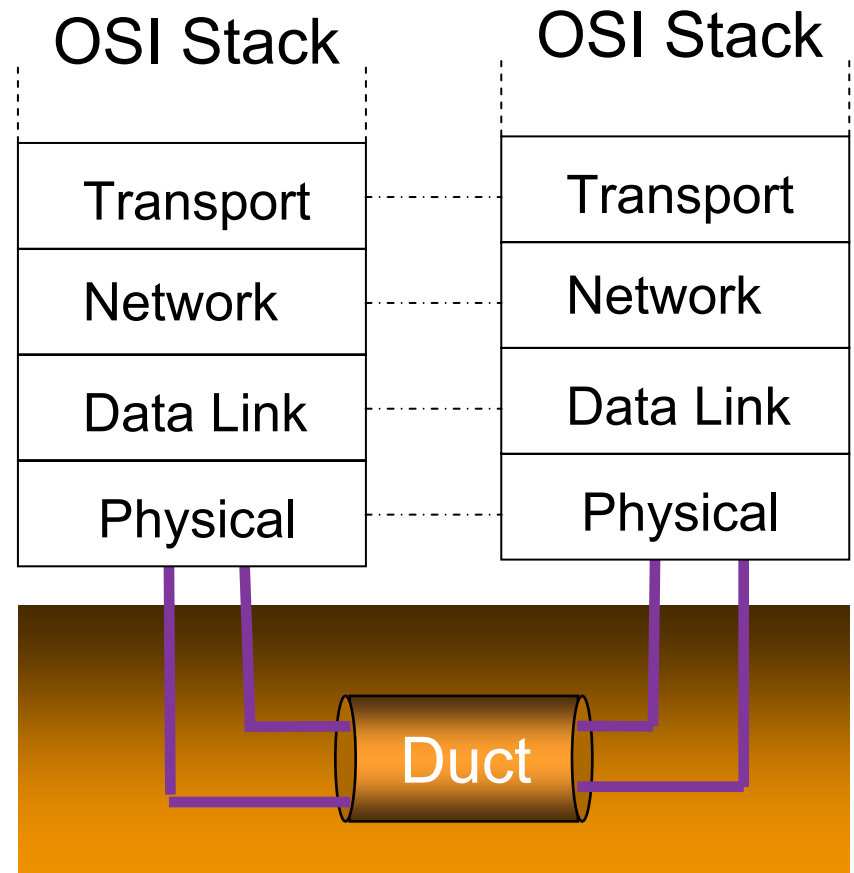 OSI Stack
Transport
Network
Data Link
Physical
OSI Stack
Transport
Network
Data Link
Physical
Duct